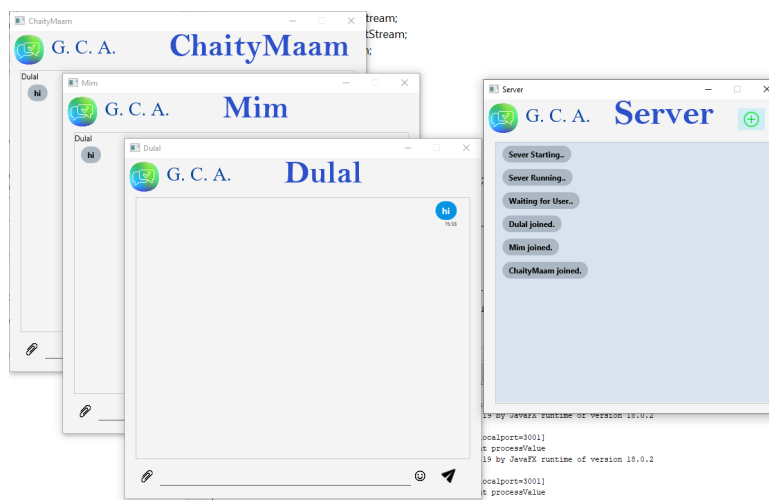 ChaityMaam
G. C. A.
ChaityMaam
Dulal
hi
Mim
G. C. A.
Mim
Dulal
hi
Dulal
G. C. A.
Dulal
hi
15:03
Server
G. C. A.
Server
Sever Starting..
Sever Running..
Waiting for User..
Dulal joined.
Mim joined.
ChaityMaam joined.
tream;
tStream;
19 by JavaFX runtime of version 18.0.2
ocalport=3001]
t processValue
19 by JavaFX runtime of version 18.0.2
ocalport=3001]
t processValue